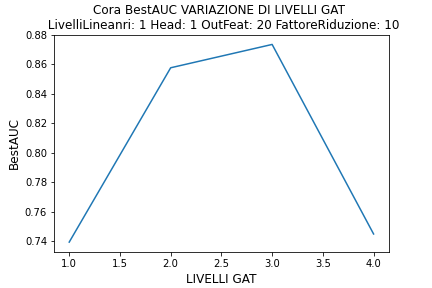 Cora BestAUC VARIAZIONE DI LIVELLI GAT
LivelliLineanri: 1 Head: 1 OutFeat: 20 FattoreRiduzione: 10
0.88
0.86
0.84
0.82
0.80
0.78
0.76
0.74
BestAUC
1.0 1.5 2.0 2.5 3.0 3.5 4.0
LIVELLI GAT